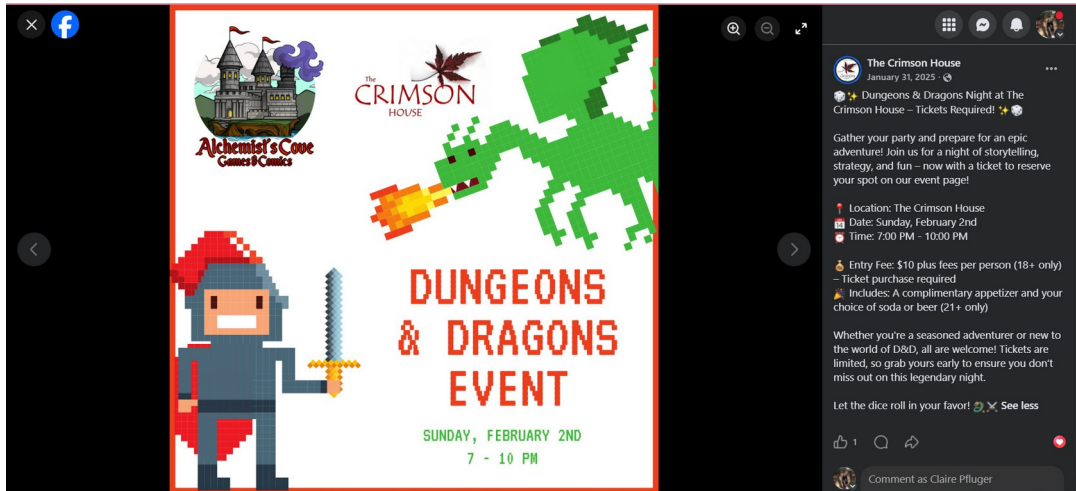 Alchemist's Cove
Games & Comics
The
CRIMSON
HOUSE
DUNGEONS
& DRAGONS
EVENT
SUNDAY, FEBRUARY 2ND
7 - 10 PM
The Crimson House
January 31, 2025 ·
🎲✨ Dungeons & Dragons Night at The
Crimson House – Tickets Required! ✨🎲
Gather your party and prepare for an epic
adventure! Join us for a night of storytelling,
strategy, and fun – now with a ticket to reserve
your spot on our event page!
📍 Location: The Crimson House
📅 Date: Sunday, February 2nd
⏰ Time: 7:00 PM - 10:00 PM
💰 Entry Fee: $10 plus fees per person (18+ only)
– Ticket purchase required
🎉 Includes: A complimentary appetizer and your
choice of soda or beer (21+ only)
Whether you're a seasoned adventurer or new to
the world of D&D, all are welcome! Tickets are
limited, so grab yours early to ensure you don't
miss out on this legendary night.
Let the dice roll in your favor! 🐉⚔️ See less
1
Comment as Claire Pfluger